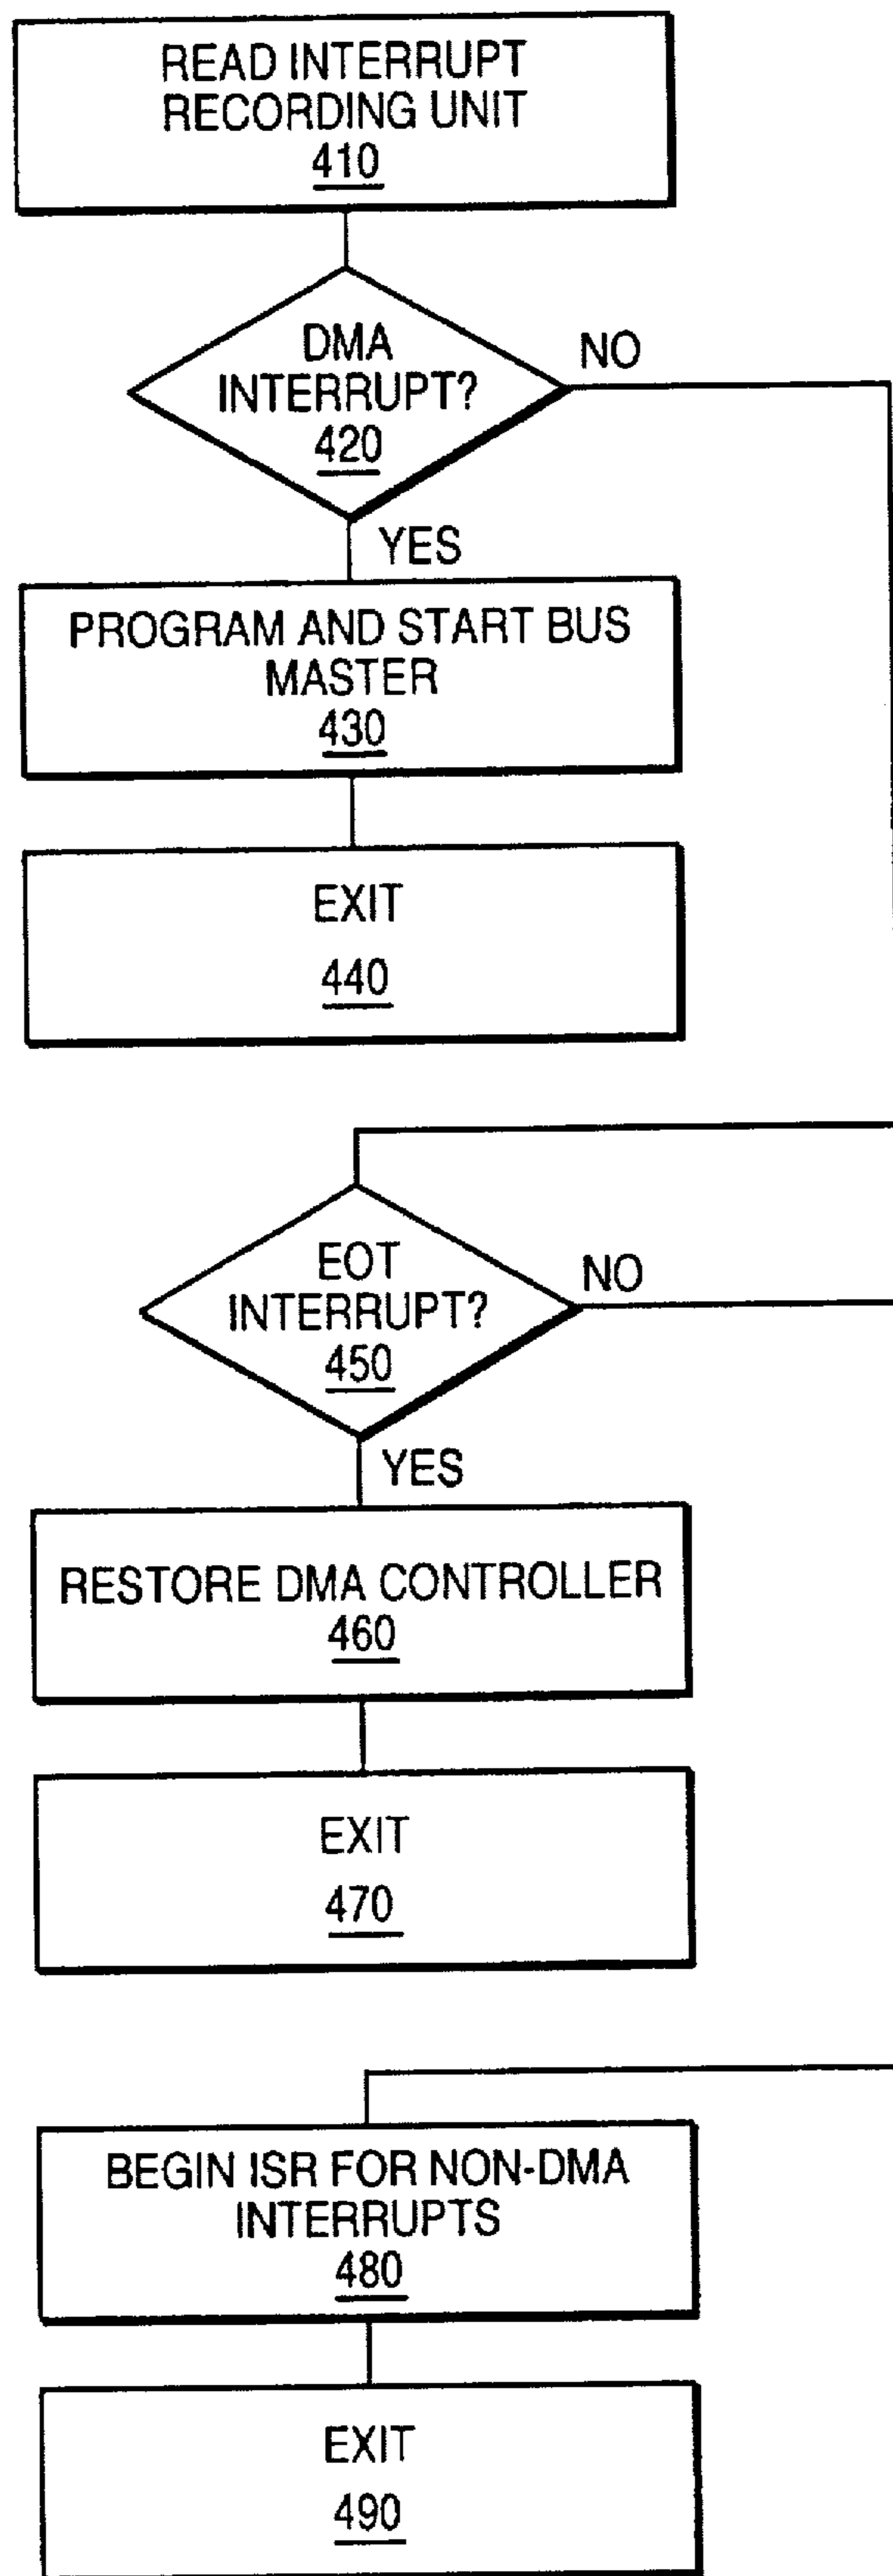 READ INTERRUPT
RECORDING UNIT
410
DMA
INTERRUPT?
420
NO
YES
PROGRAM AND START BUS
MASTER
430
EXIT
440
EOT
INTERRUPT?
450
NO
YES
RESTORE DMA CONTROLLER
460
EXIT
470
BEGIN ISR FOR NON-DMA
INTERRUPTS
480
EXIT
490